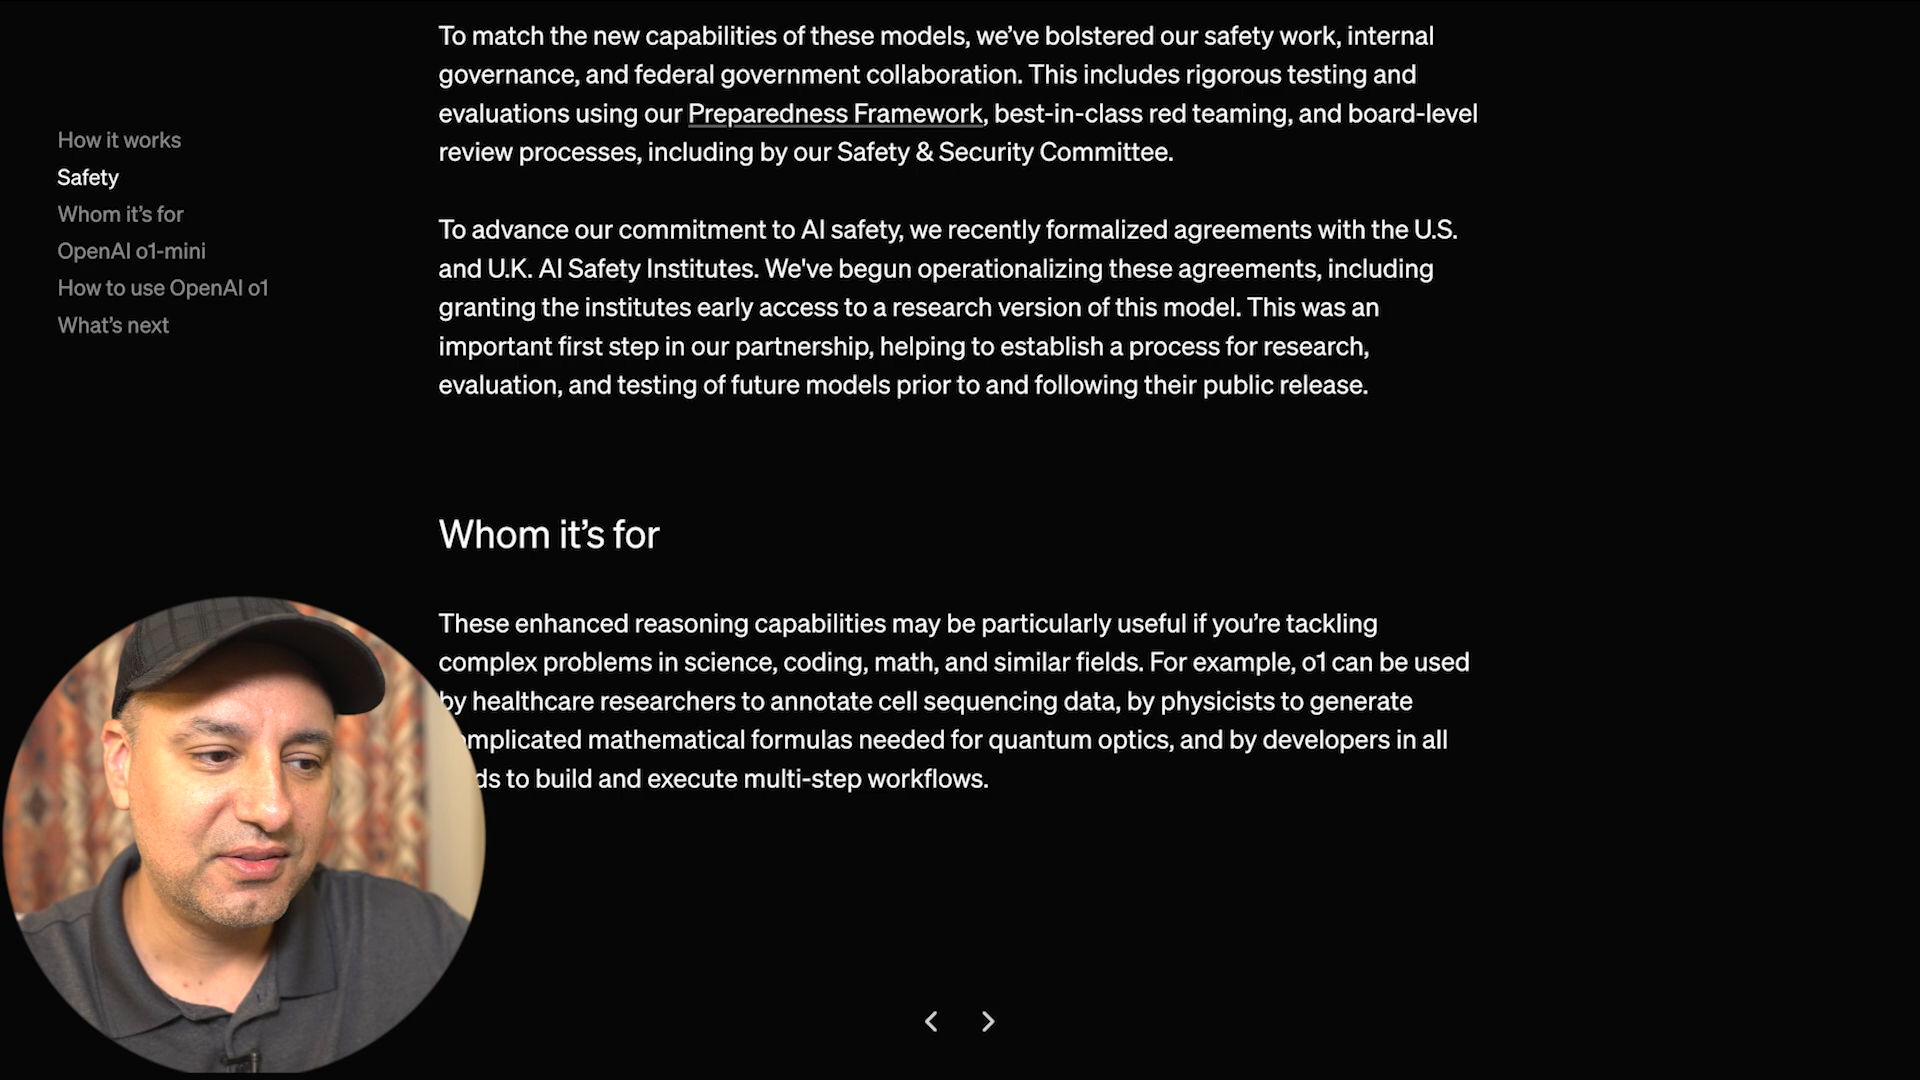 To match the new capabilities of these models, we’ve bolstered our safety work, internal
governance, and federal government collaboration. This includes rigorous testing and
evaluations using our Preparedness Framework, best-in-class red teaming, and board-level
review processes, including by our Safety & Security Committee.
How it works
Safety
Whom it’s for
OpenAI o1-mini
How to use OpenAI o1
What’s next
To advance our commitment to AI safety, we recently formalized agreements with the U.S.
and U.K. AI Safety Institutes. We've begun operationalizing these agreements, including
granting the institutes early access to a research version of this model. This was an
important first step in our partnership, helping to establish a process for research,
evaluation, and testing of future models prior to and following their public release.
Whom it’s for
These enhanced reasoning capabilities may be particularly useful if you’re tackling
complex problems in science, coding, math, and similar fields. For example, o1 can be used
by healthcare researchers to annotate cell sequencing data, by physicists to generate
mathematical formulas needed for quantum optics, and by developers in all
to build and execute multi-step workflows.